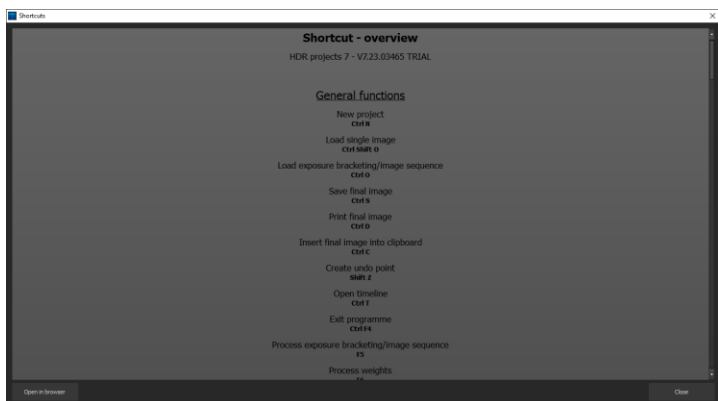 Shortcuts
Shortcut - overview
HDR projects 7 - V7.23.03465 TRIAL
General functions
New project
Ctrl N
Load single image
Ctrl Shift O
Load exposure bracketing/image sequence
Ctrl O
Save final image
Ctrl S
Print final image
Ctrl D
Insert final image into clipboard
Ctrl C
Create undo point
Shift Z
Open timeline
Ctrl T
Exit programme
Ctrl F4
Process exposure bracketing/image sequence
F5
Process weights
Open in browser
Close